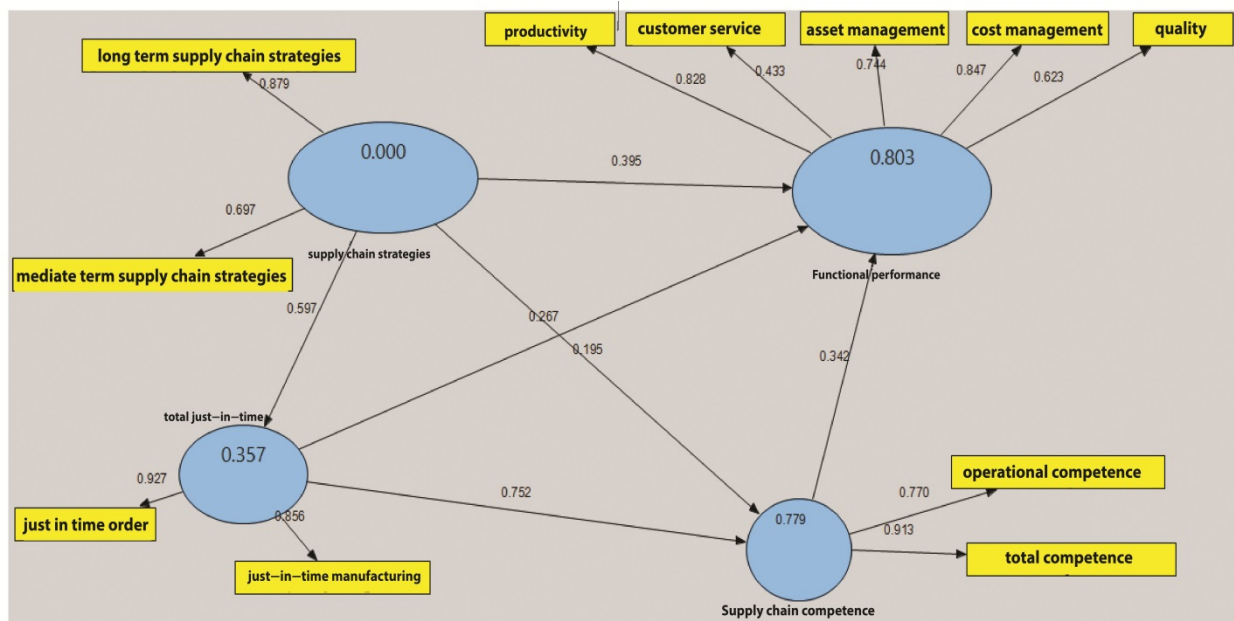 productivity
customer service
asset management
cost management
quality
long term supply chain strategies
0.879
0.828
0.433
0.744
0.847
0.623
0.000
0.803
0.395
0.697
supply chain strategies
mediate term supply chain strategies
Functional performance
0.597
0.267
0.195
0.342
total just-in-time
0.357
0.927
0.752
0.856
just in time order
just-in-time manufacturing
0.779
0.770
operational competence
0.913
total competence
Supply chain competence